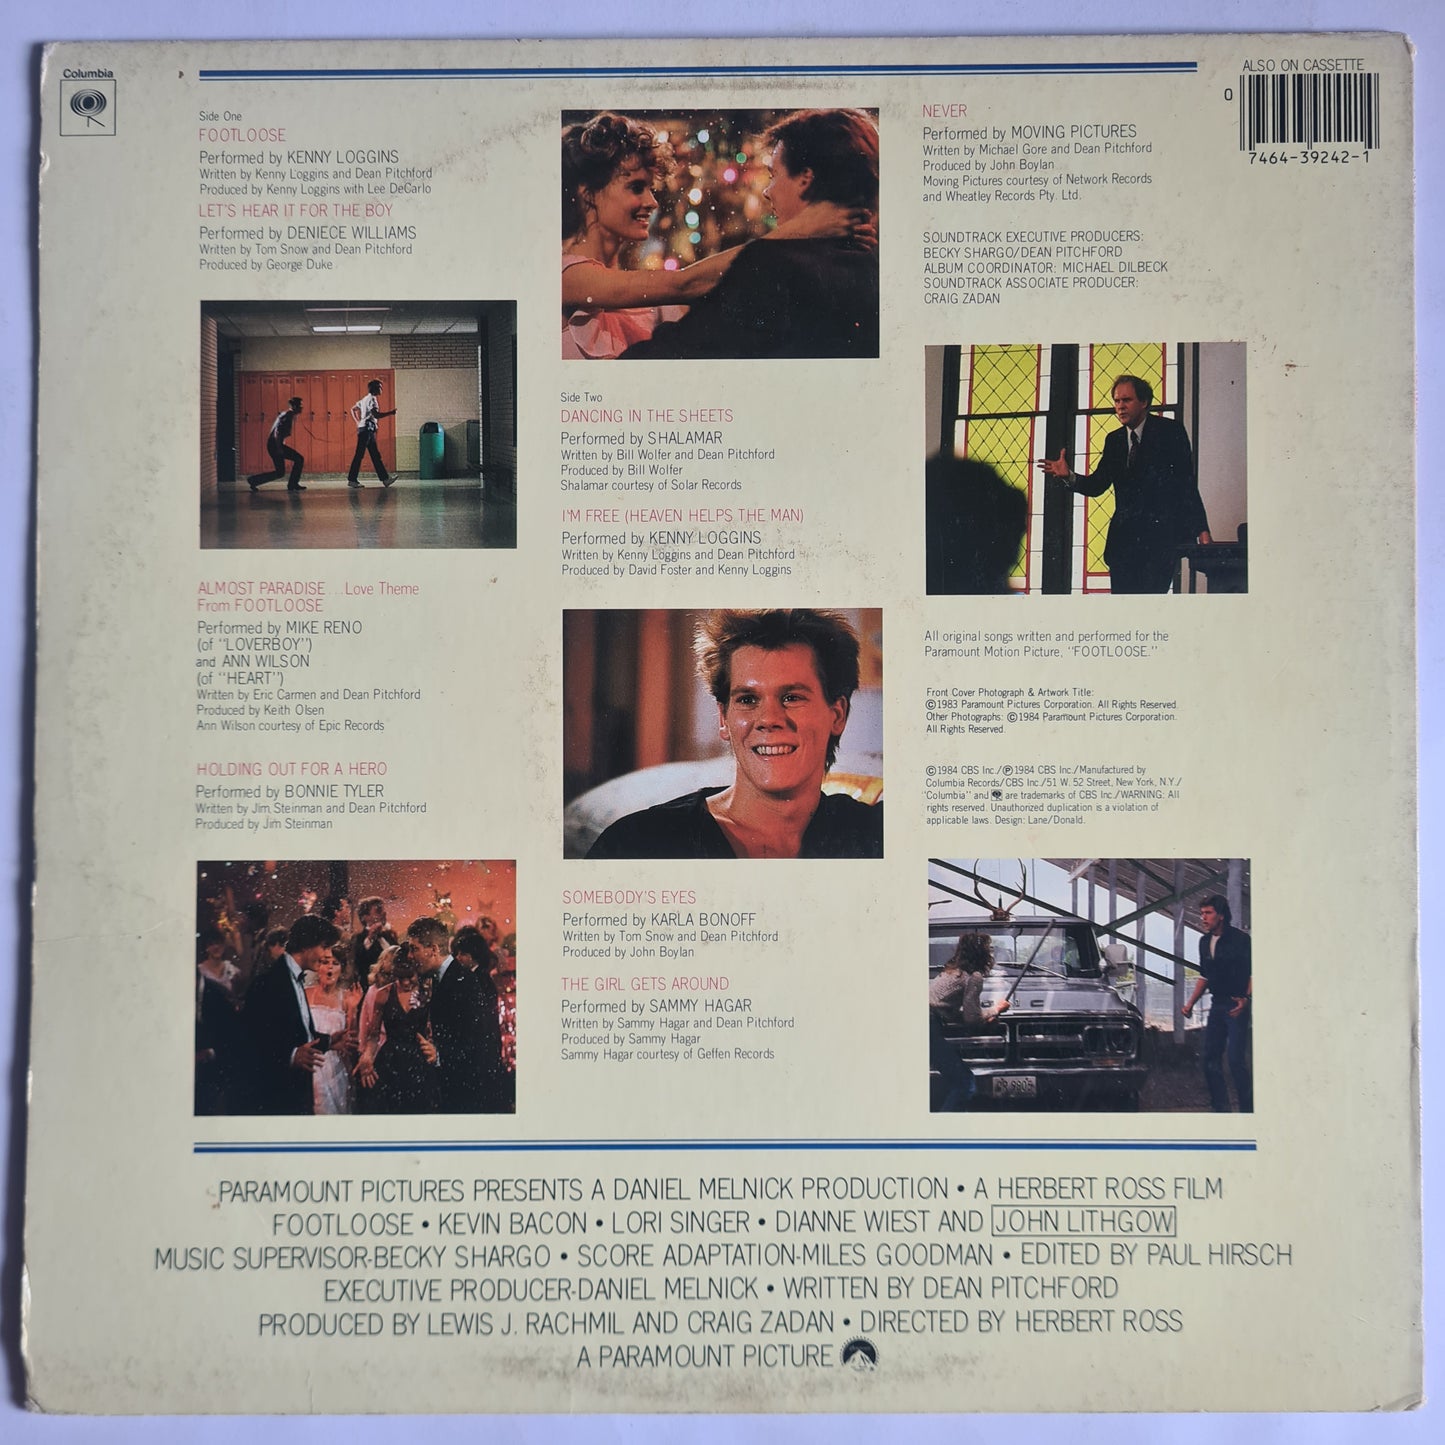 Columbia
Side One
FOOTLOOSE
Performed by KENNY LOGGINS
Written by Kenny Loggins and Dean Pitchford
Produced by Kenny Loggins with Lee DeCarlo
LET'S HEAR IT FOR THE BOY
Performed by DENIECE WILLIAMS
Written by Tom Snow and Dean Pitchford
Produced by George Duke
ALMOST PARADISE...Love Theme
From FOOTLOOSE
Performed by MIKE RENO
(of "LOVERBOY")
and ANN WILSON
(of "HEART")
Written by Eric Carmen and Dean Pitchford
Produced by Keith Olsen
Ann Wilson courtesy of Epic Records
HOLDING OUT FOR A HERO
Performed by BONNIE TYLER
Written by Jim Steinman and Dean Pitchford
Produced by Jim Steinman
Side Two
DANCING IN THE SHEETS
Performed by SHALAMAR
Written by Bill Wolfer and Dean Pitchford
Produced by Bill Wolfer
Shalamar courtesy of Solar Records
I'M FREE (HEAVEN HELPS THE MAN)
Performed by KENNY LOGGINS
Written by Kenny Loggins and Dean Pitchford
Produced by David Foster and Kenny Loggins
SOMEBODY'S EYES
Performed by KARLA BONOFF
Written by Tom Snow and Dean Pitchford
Produced by John Boylan
THE GIRL GETS AROUND
Performed by SAMMY HAGAR
Written by Sammy Hagar and Dean Pitchford
Produced by Sammy Hagar
Sammy Hagar courtesy of Geffen Records
NEVER
Performed by MOVING PICTURES
Written by Michael Gore and Dean Pitchford
Produced by John Boylan
Moving Pictures courtesy of Network Records
and Wheatley Records Pty. Ltd.
SOUNDTRACK EXECUTIVE PRODUCERS:
BECKY SHARGO/DEAN PITCHFORD
ALBUM COORDINATOR: MICHAEL DILBECK
SOUNDTRACK ASSOCIATE PRODUCER:
CRAIG ZADAN
All original songs written and performed for the
Paramount Motion Picture, "FOOTLOOSE."
Front Cover Photograph & Artwork Title:
©1983 Paramount Pictures Corporation. All Rights Reserved.
Other Photographs: ©1984 Paramount Pictures Corporation.
All Rights Reserved.
©1984 CBS Inc./℗1984 CBS Inc./Manufactured by
Columbia Records/CBS Inc./51 W. 52 Street, New York, N.Y./
"Columbia" and are trademarks of CBS Inc./WARNING: All
rights reserved. Unauthorized duplication is a violation of
applicable laws. Design: Lane/Donald.
ALSO ON CASSETTE
0
7464-39242-1
PARAMOUNT PICTURES PRESENTS A DANIEL MELNICK PRODUCTION • A HERBERT ROSS FILM
FOOTLOOSE • KEVIN BACON • LORI SINGER • DIANNE WIEST AND JOHN LITHGOW
MUSIC SUPERVISOR-BECKY SHARGO • SCORE ADAPTATION-MILES GOODMAN • EDITED BY PAUL HIRSCH
EXECUTIVE PRODUCER-DANIEL MELNICK • WRITTEN BY DEAN PITCHFORD
PRODUCED BY LEWIS J. RACHMIL AND CRAIG ZADAN • DIRECTED BY HERBERT ROSS
A PARAMOUNT PICTURE